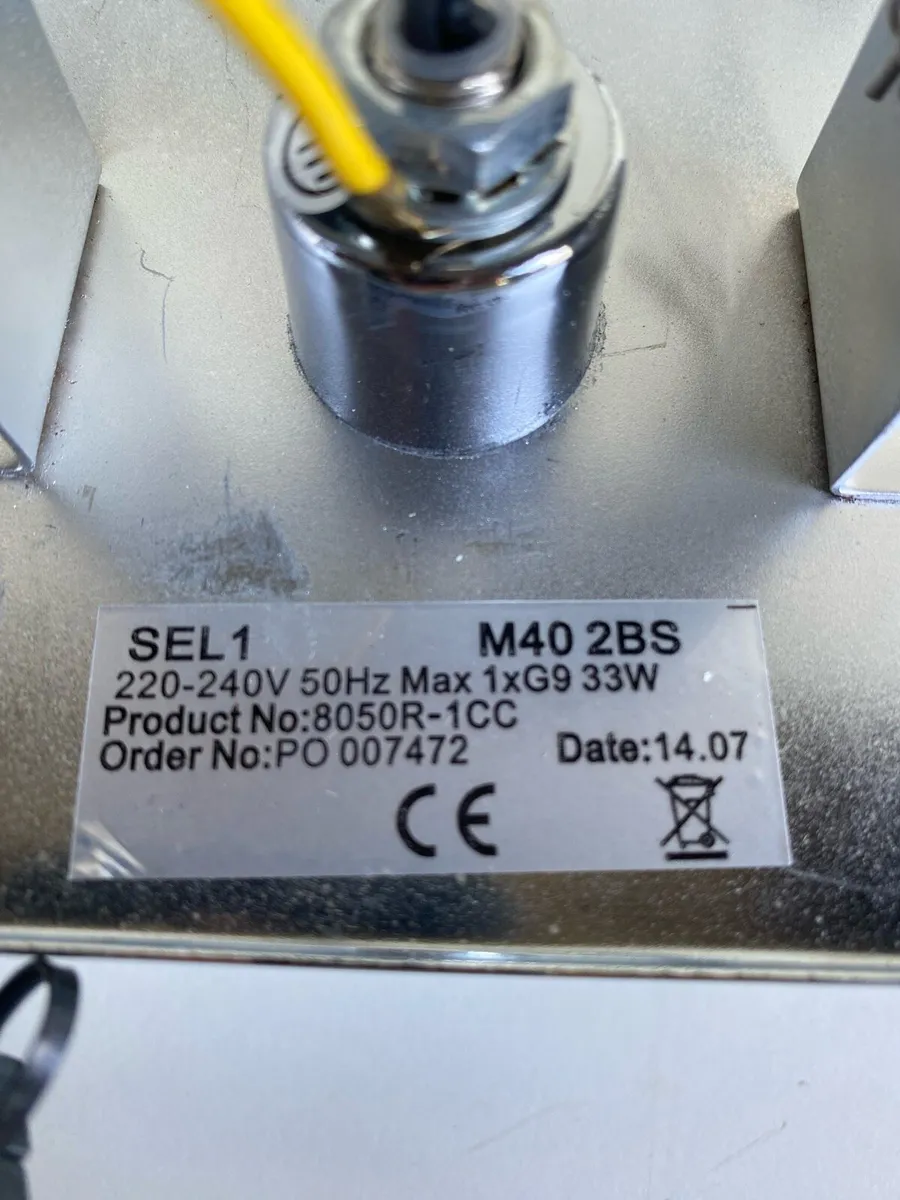 SEL1 M40 2BS
220-240V 50Hz Max 1xG9 33W
Product No:8050R-1CC
Order No:PO 007472 Date:14.07
CE